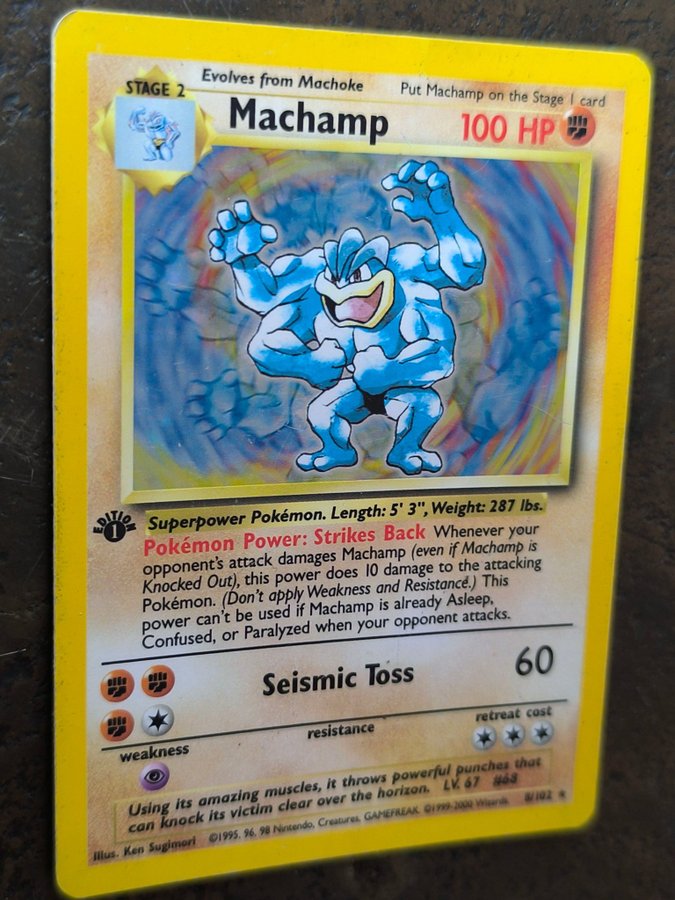 Evolves from Machoke
Put Machamp on the Stage 1 card
STAGE 2
Machamp
100 HP
EDITION
1
Superpower Pokémon. Length: 5' 3", Weight: 287 lbs.
Pokémon Power: Strikes Back Whenever your
opponent's attack damages Machamp (even if Machamp is
Knocked Out), this power does 10 damage to the attacking
Pokémon. (Don't apply Weakness and Resistance.) This
power can't be used if Machamp is already Asleep,
Confused, or Paralyzed when your opponent attacks.
Seismic Toss
60
weakness
resistance
retreat cost
Using its amazing muscles, it throws powerful punches that
can knock its victim clear over the horizon. LV. 67 #68
Illus. Ken Sugimori
©1995, 96, 98 Nintendo, Creatures, GAMEFREAK. ©1999-2000 Wizards.
8/102 ★